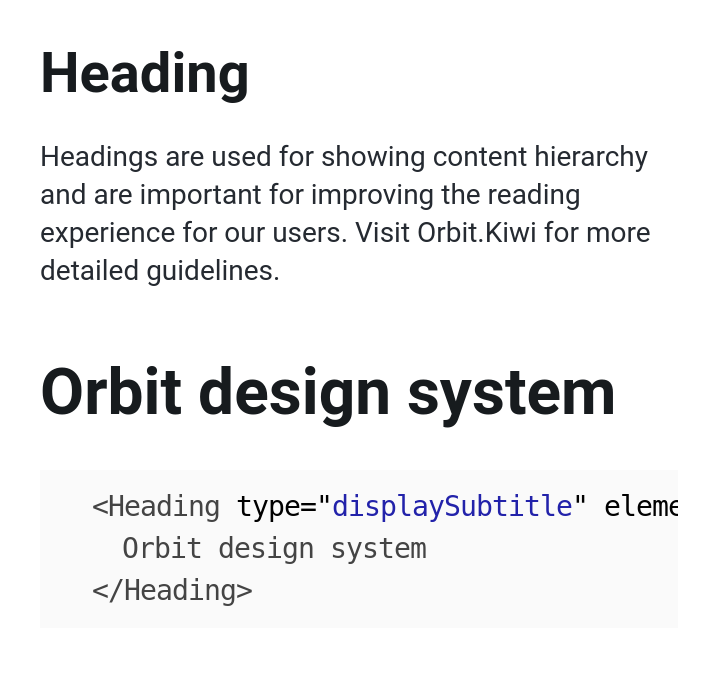 Heading
Headings are used for showing content hierarchy
and are important for improving the reading
experience for our users. Visit Orbit.Kiwi for more
detailed guidelines.
Orbit design system
<Heading type="displaySubtitle" eleme
Orbit design system
</Heading>